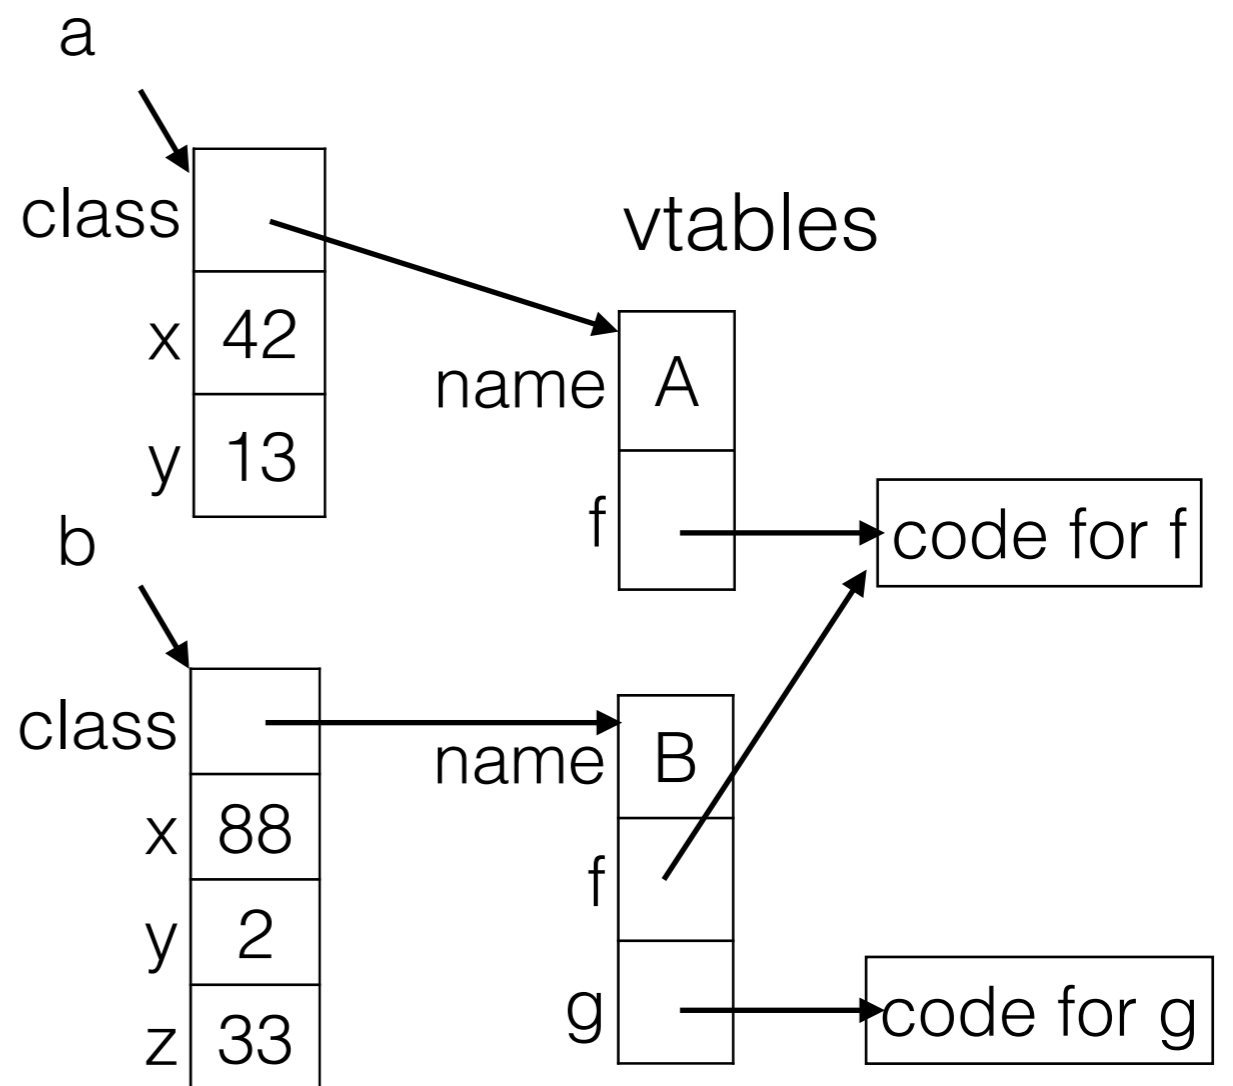 a
class
x 42
y 13
vtables
name A
f
code for f
b
class
x 88
y 2
z 33
name B
f
g
code for g